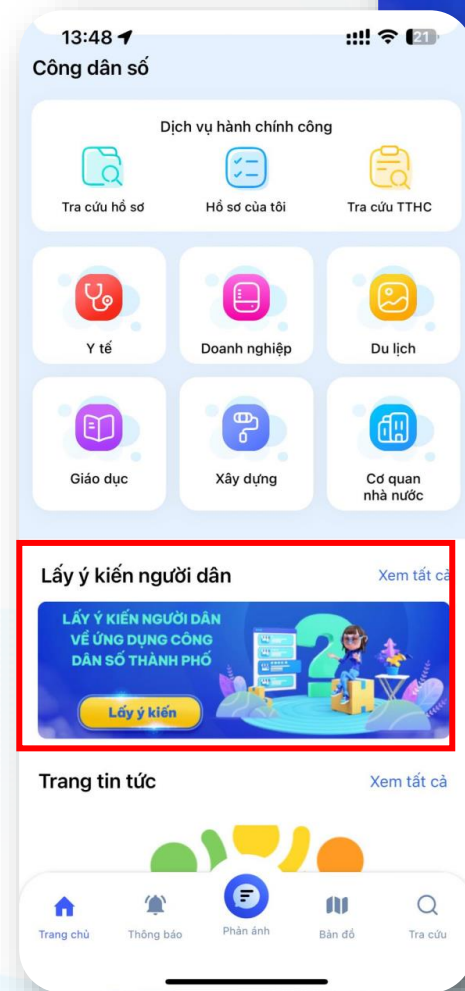 13:48
21
Công dân số
Dịch vụ hành chính công
Tra cứu hồ sơ
Hồ sơ của tôi
Tra cứu TTHC
Y tế
Doanh nghiệp
Du lịch
Giáo dục
Xây dựng
Cơ quan
nhà nước
Lấy ý kiến người dân
Xem tất cả
LẤY Ý KIẾN NGƯỜI DÂN
VỀ ỨNG DỤNG CÔNG
DÂN SỐ THÀNH PHỐ
Lấy ý kiến
Trang tin tức
Xem tất cả
Trang chủ
Thông báo
Phản ánh
Bản đồ
Tra cứu